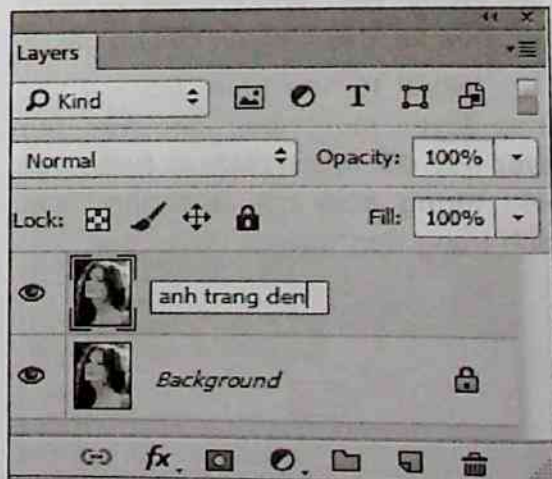 Layers
Kind
Normal Opacity: 100%
Lock: Fill: 100%
anh trang den
Background
fx.